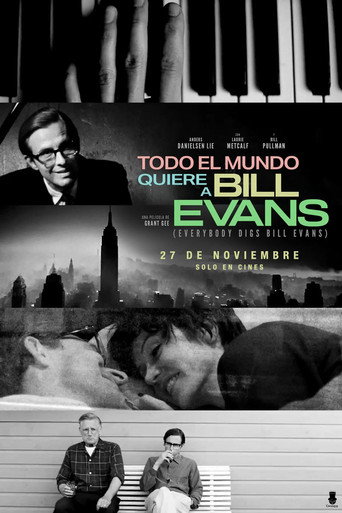 ANDERS DANIELSEN LIE
CON LAURIE METCALF
Y BILL PULLMAN
TODO EL MUNDO
QUIERE A BILL
EVANS
UNA PELÍCULA DE GRANT GEE
(EVERYBODY DIGS BILL EVANS)
27 DE NOVIEMBRE
SOLO EN CINES